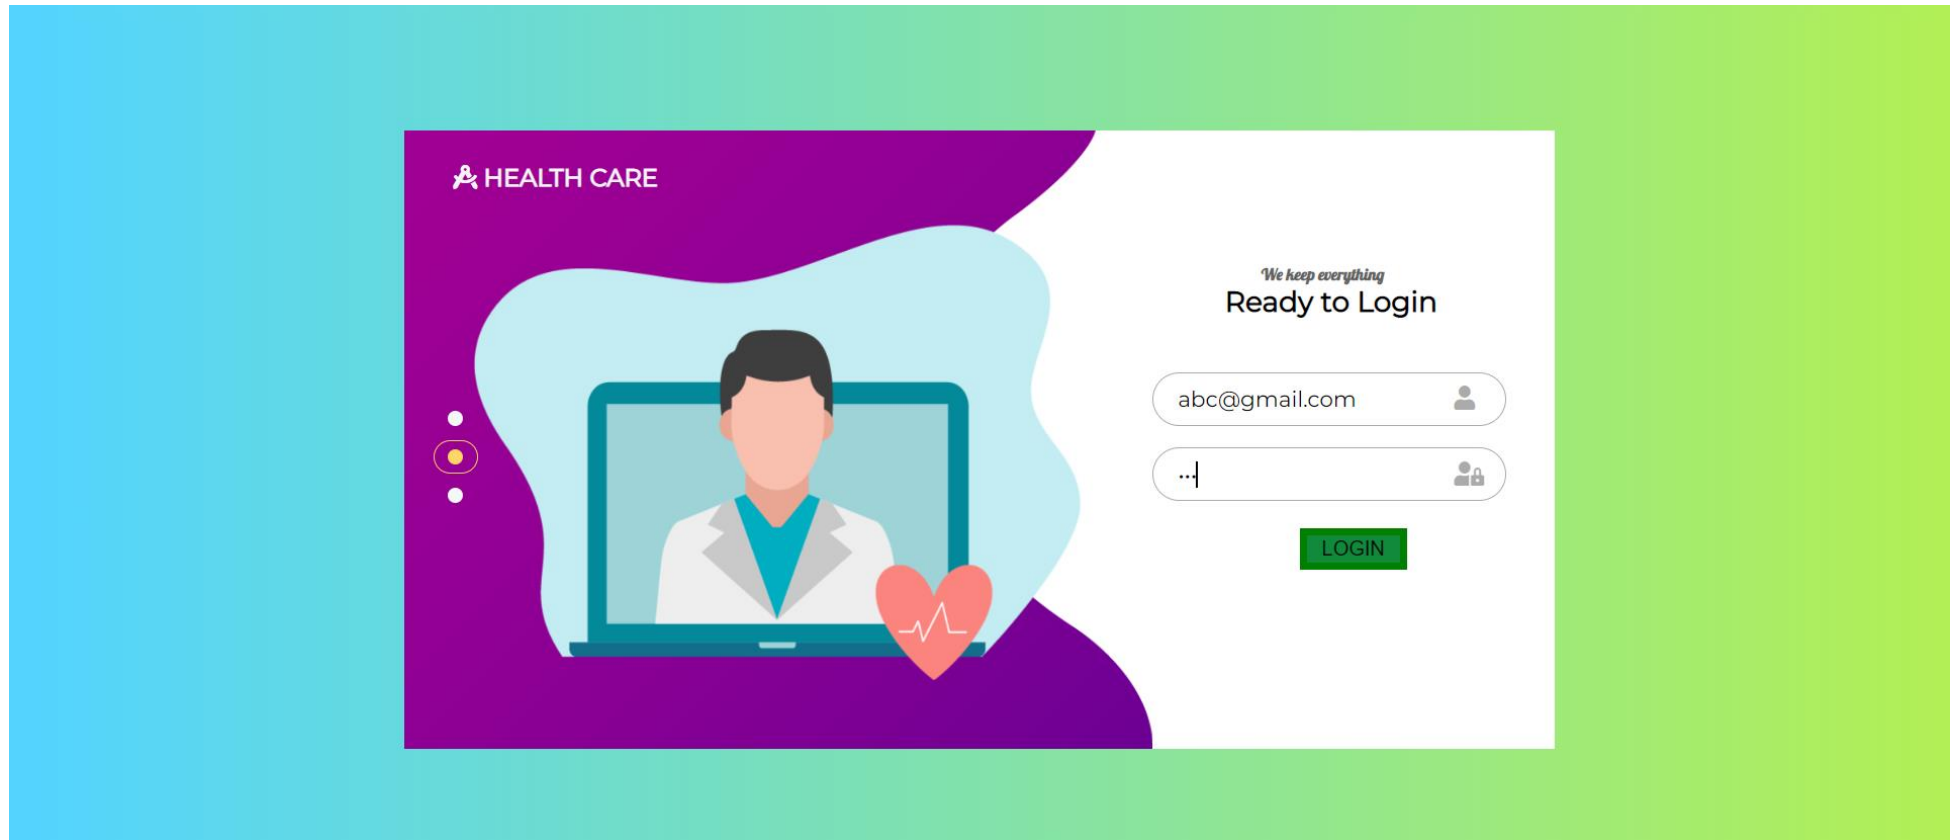 HEALTH CARE
We keep everything
Ready to Login
abc@gmail.com
...
LOGIN